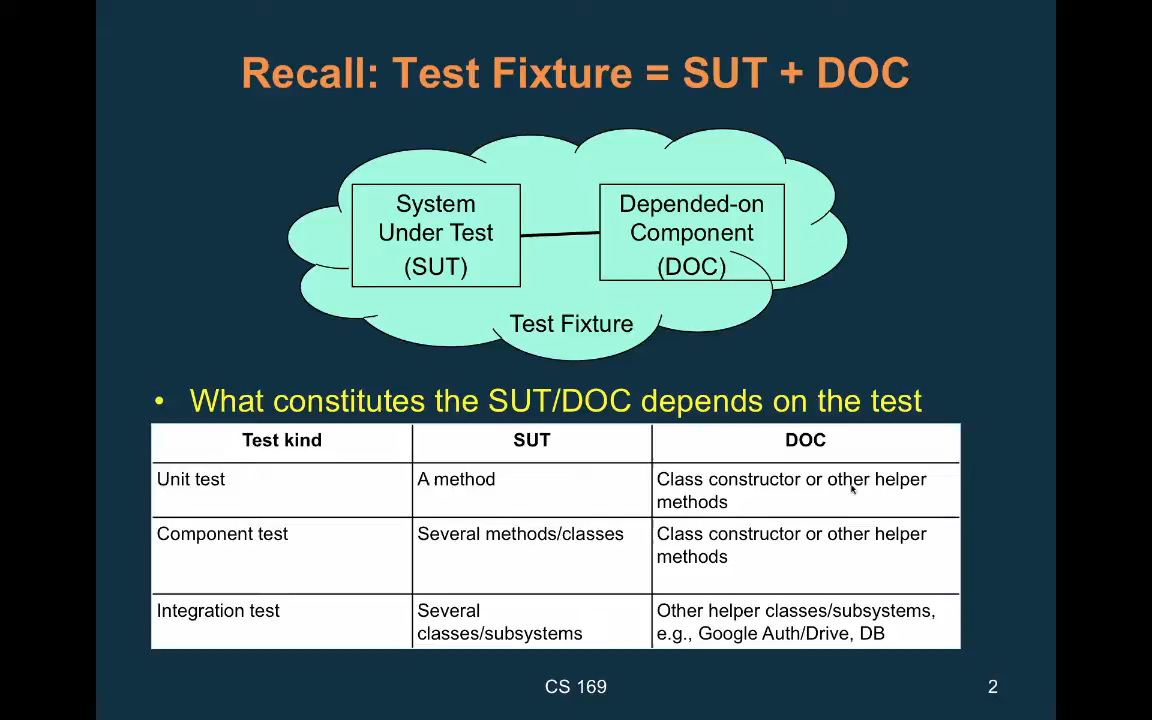 Recall: Test Fixture = SUT + DOC
System
Under Test
(SUT)
Depended-on
Component
(DOC)
Test Fixture
• What constitutes the SUT/DOC depends on the test
Test kind SUT DOC
Unit test A method Class constructor or other helper
methods
Component test Several methods/classes Class constructor or other helper
methods
Integration test Several Other helper classes/subsystems,
classes/subsystems e.g., Google Auth/Drive, DB
CS 169
2